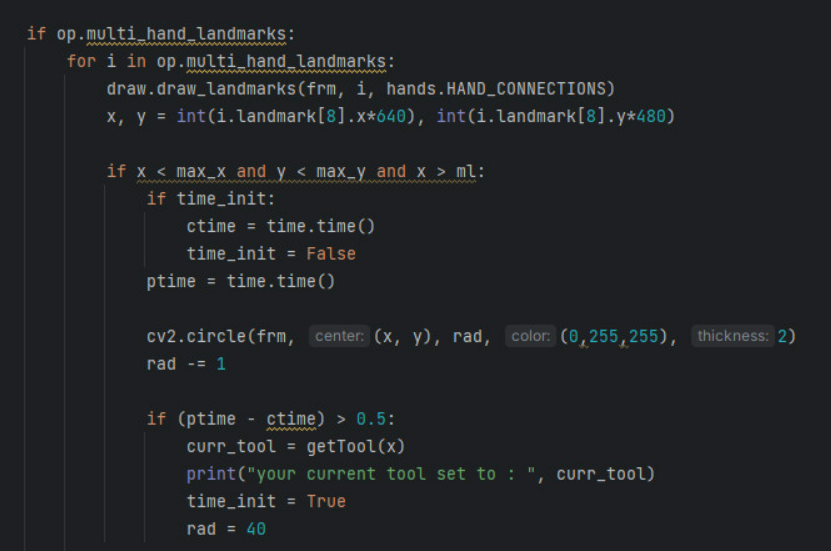 if op.multi_hand_landmarks:
for i in op.multi_hand_landmarks:
draw.draw_landmarks(frm, i, hands.HAND_CONNECTIONS)
x, y = int(i.landmark[8].x*640), int(i.landmark[8].y*480)
if x < max_x and y < max_y and x > ml:
if time_init:
ctime = time.time()
time_init = False
ptime = time.time()
cv2.circle(frm, center: (x, y), rad, color: (0,255,255), thickness: 2)
rad -= 1
if (ptime - ctime) > 0.5:
curr_tool = getTool(x)
print("your current tool set to : ", curr_tool)
time_init = True
rad = 40